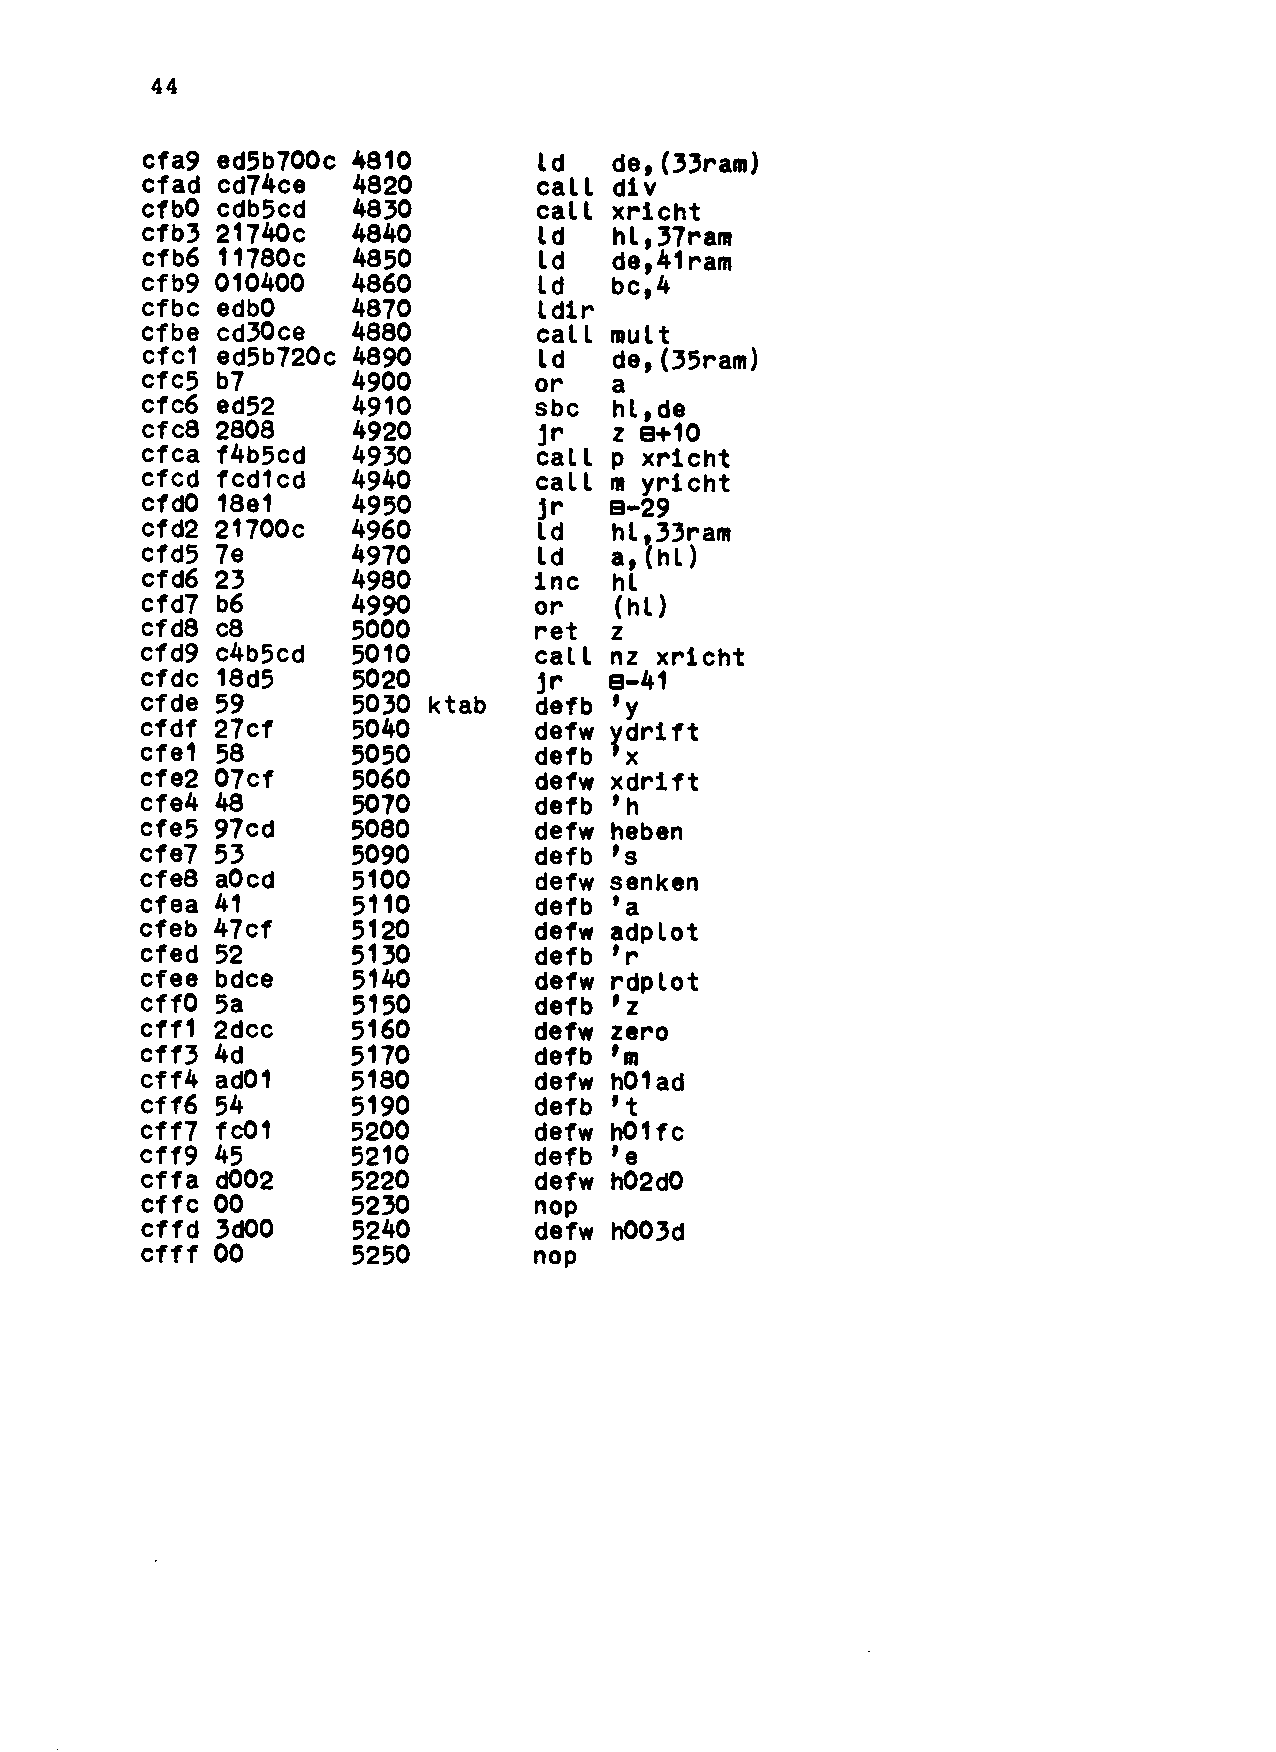 44
cfa9 ed5b700c 4810        ld   de,(33ram)
cfad cd74ce   4820        call div
cfb0 cdb5cd   4830        call xricht
cfb3 21740c   4840        ld   hl,37ram
cfb6 11780c   4850        ld   de,41ram
cfb9 010400   4860        ld   bc,4
cfbc edb0     4870        ldir
cfbe cd30ce   4880        call mult
cfc1 ed5b720c 4890        ld   de,(35ram)
cfc5 b7       4900        or   a
cfc6 ed52     4910        sbc  hl,de
cfc8 2808     4920        jr   z @+10
cfca f4b5cd   4930        call p xricht
cfcd fcd1cd   4940        call m yricht
cfd0 18e1     4950        jr   @-29
cfd2 21700c   4960        ld   hl,33ram
cfd5 7e       4970        ld   a,(hl)
cfd6 23       4980        inc  hl
cfd7 b6       4990        or   (hl)
cfd8 c8       5000        ret  z
cfd9 c4b5cd   5010        call nz xricht
cfdc 18d5     5020        jr   @-41
cfde 59       5030 ktab   defb 'y
cfdf 27cf     5040        defw ydrift
cfe1 58       5050        defb 'x
cfe2 07cf     5060        defw xdrift
cfe4 48       5070        defb 'h
cfe5 97cd     5080        defw heben
cfe7 53       5090        defb 's
cfe8 a0cd     5100        defw senken
cfea 41       5110        defb 'a
cfeb 47cf     5120        defw adplot
cfed 52       5130        defb 'r
cfee bdce     5140        defw rdplot
cff0 5a       5150        defb 'z
cff1 2dcc     5160        defw zero
cff3 4d       5170        defb 'm
cff4 ad01     5180        defw h01ad
cff6 54       5190        defb 't
cff7 fc01     5200        defw h01fc
cff9 45       5210        defb 'e
cffa d002     5220        defw h02d0
cffc 00       5230        nop
cffd 3d00     5240        defw h003d
cfff 00       5250        nop